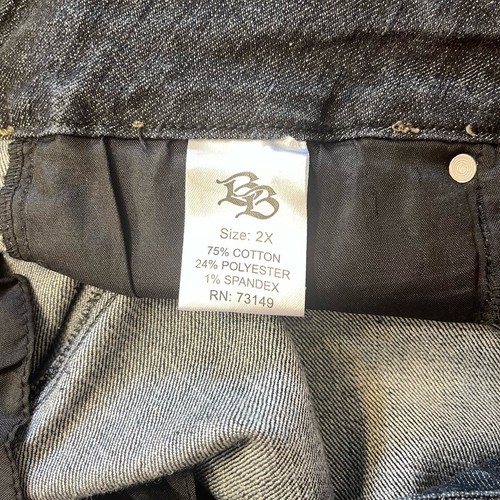 BB
Size: 2X
75% COTTON
24% POLYESTER
1% SPANDEX
RN: 73149